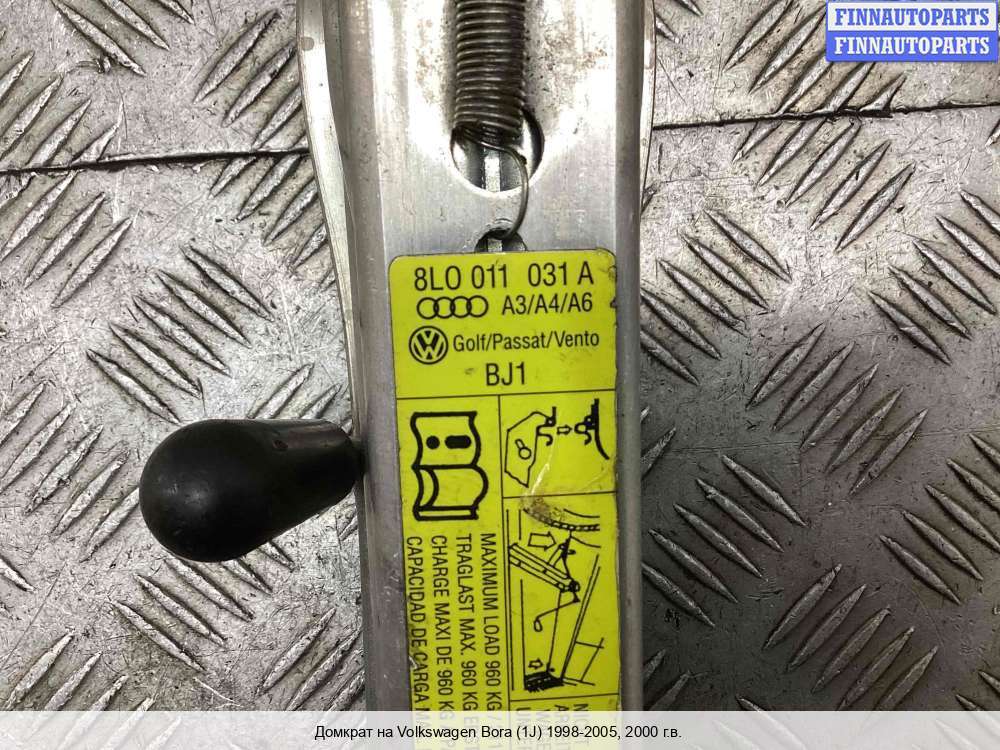 FINNAUTOPARTS
FINNAUTOPARTS
8L0 011 031 A
A3/A4/A6
Golf/Passat/Vento
BJ1
MAXIMUM LOAD 960 KG
TRAGLAST MAX. 960 KG
CHARGE MAXI DE 960 KG
CAPACIDAD DE CARGA
Домкрат на Volkswagen Bora (1J) 1998-2005, 2000 г.в.